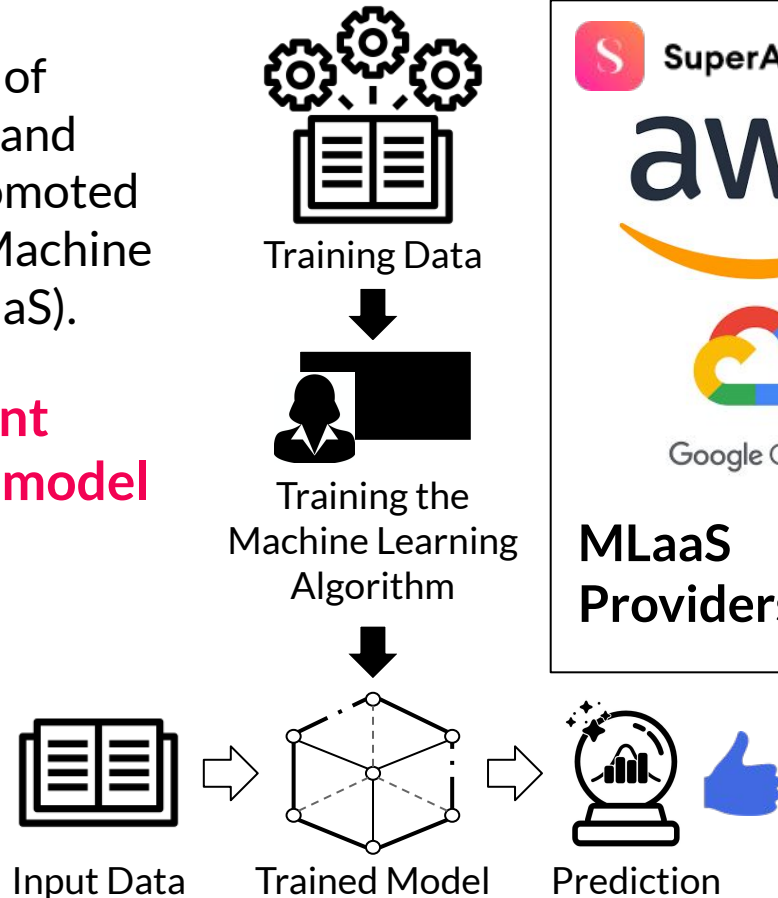 of
and
omoted
Machine
aS).
nt
model
Training Data
Training the
Machine Learning
Algorithm
Input Data
Trained Model
Prediction
S SuperA
aw
Google C
MLaaS
Providers